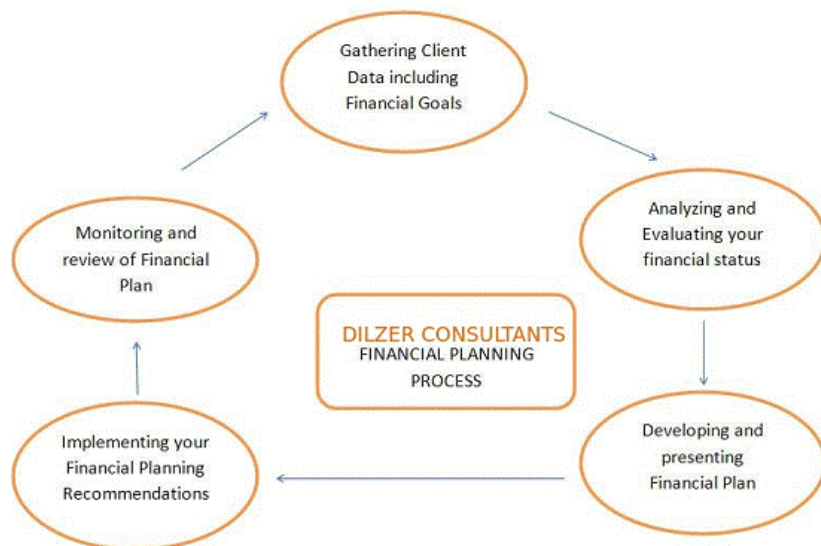 Gathering Client
Data including
Financial Goals
Analyzing and
Evaluating your
financial status
Developing and
presenting
Financial Plan
Implementing your
Financial Planning
Recommendations
Monitoring and
review of Financial
Plan
DILZER CONSULTANTS
FINANCIAL PLANNING
PROCESS